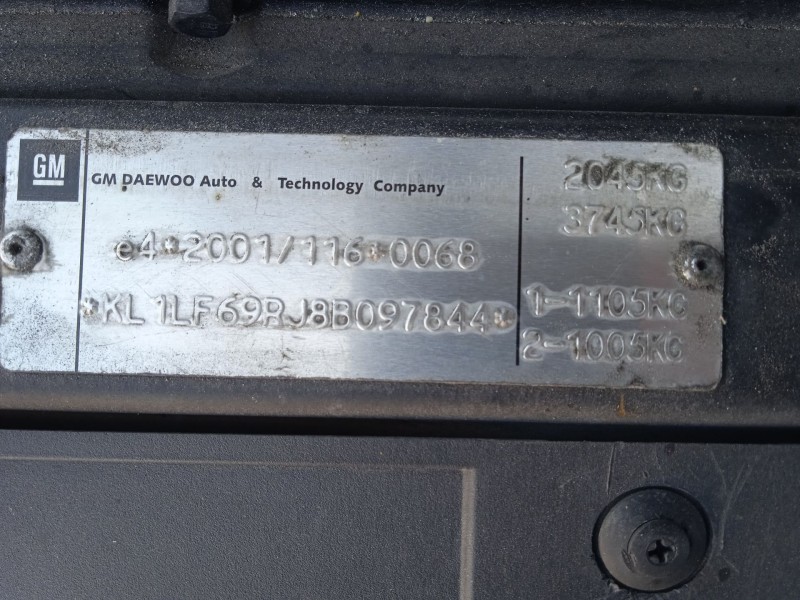 GM
GM DAEWOO Auto & Technology Company
e4*2001/116*0068
*KL1LF69RJ8B097844*
2045KG
3745KG
1-1105KG
2-1005KG